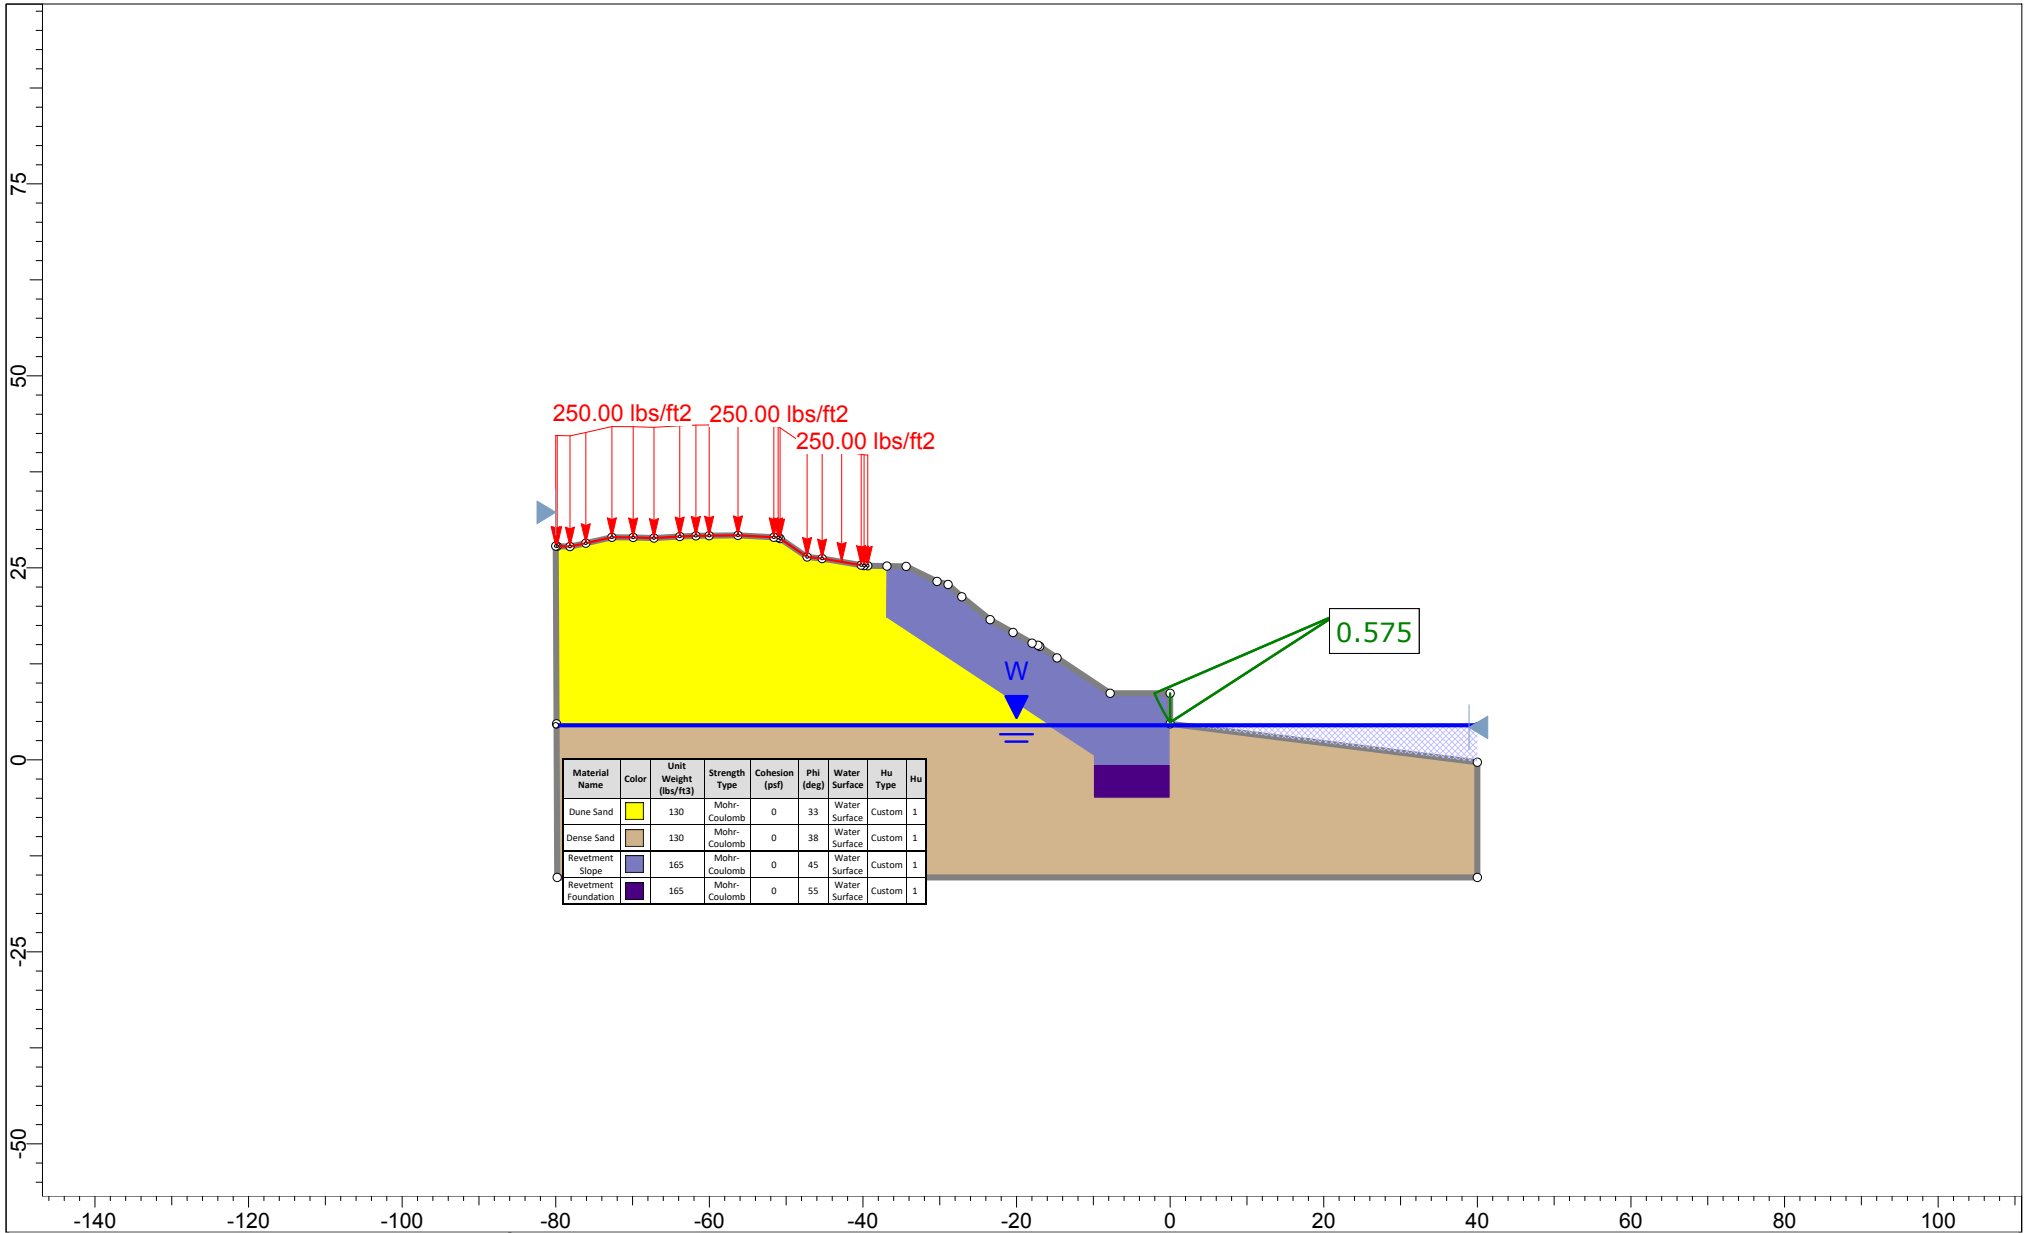 75
50
25
0
-25
-50
250.00 lbs/ft2 250.00 lbs/ft2
250.00 lbs/ft2
0.575
W
Material Name Color Unit Weight (lbs/ft3) Strength Type Cohesion (psf) Phi (deg) Water Surface Hu Type Hu
Dune Sand 130 Mohr-Coulomb 0 33 Water Surface Custom 1
Dense Sand 130 Mohr-Coulomb 0 38 Water Surface Custom 1
Revetment Slope 165 Mohr-Coulomb 0 45 Water Surface Custom 1
Revetment Foundation 165 Mohr-Coulomb 0 55 Water Surface Custom 1
-140 -120 -100 -80 -60 -40 -20 0 20 40 60 80 100